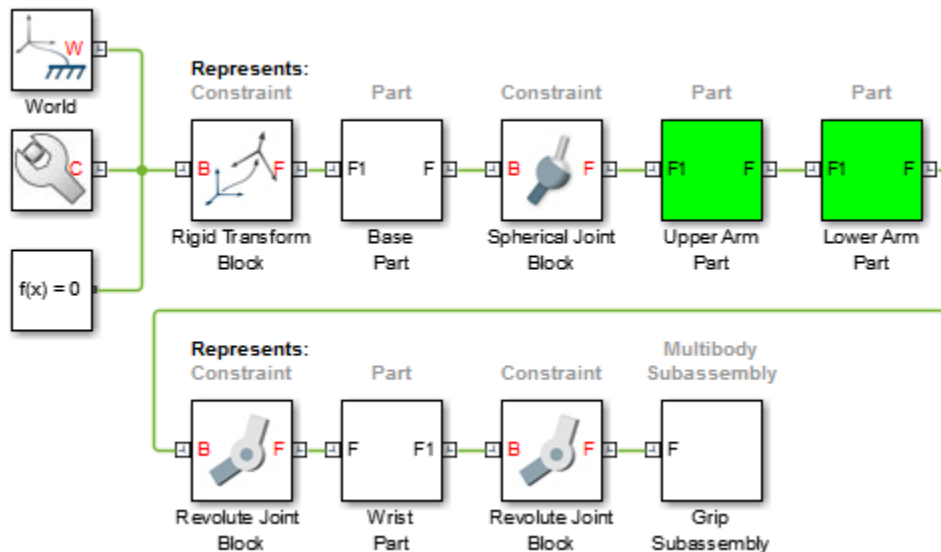 W
World
C
f(x) = 0
Represents:
Constraint Part Constraint Part Part
B F F1 F B F F1 F F1 F
Rigid Transform Base Spherical Joint Upper Arm Lower Arm
Block Part Block Part Part
Represents: Multibody
Constraint Part Constraint Subassembly
B F F F1 B F F
Revolute Joint Wrist Revolute Joint Grip
Block Part Block Subassembly